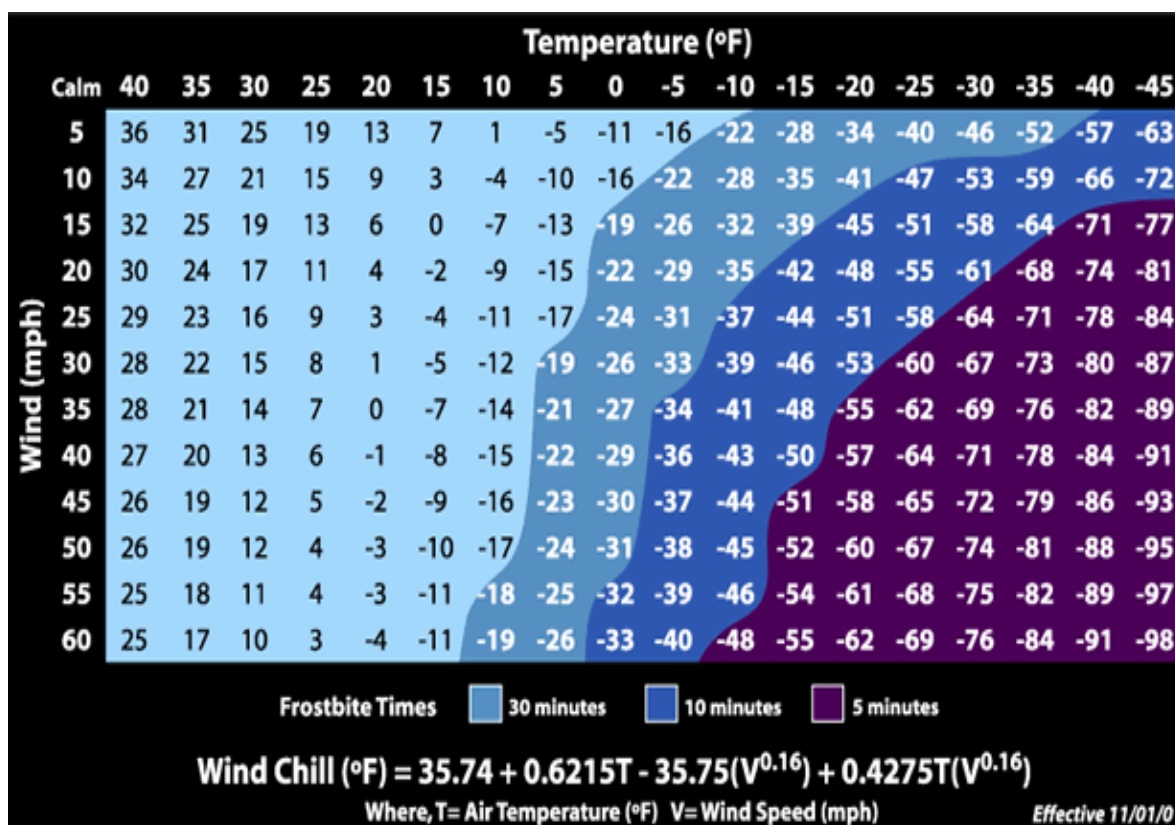 Temperature (ºF)
Calm 40 35 30 25 20 15 10 5 0 -5 -10 -15 -20 -25 -30 -35 -40 -45
5 36 31 25 19 13 7 1 -5 -11 -16 -22 -28 -34 -40 -46 -52 -57 -63
10 34 27 21 15 9 3 -4 -10 -16 -22 -28 -35 -41 -47 -53 -59 -66 -72
15 32 25 19 13 6 0 -7 -13 -19 -26 -32 -39 -45 -51 -58 -64 -71 -77
20 30 24 17 11 4 -2 -9 -15 -22 -29 -35 -42 -48 -55 -61 -68 -74 -81
Wind (mph)
25 29 23 16 9 3 -4 -11 -17 -24 -31 -37 -44 -51 -58 -64 -71 -78 -84
30 28 22 15 8 1 -5 -12 -19 -26 -33 -39 -46 -53 -60 -67 -73 -80 -87
35 28 21 14 7 0 -7 -14 -21 -27 -34 -41 -48 -55 -62 -69 -76 -82 -89
40 27 20 13 6 -1 -8 -15 -22 -29 -36 -43 -50 -57 -64 -71 -78 -84 -91
45 26 19 12 5 -2 -9 -16 -23 -30 -37 -44 -51 -58 -65 -72 -79 -86 -93
50 26 19 12 4 -3 -10 -17 -24 -31 -38 -45 -52 -60 -67 -74 -81 -88 -95
55 25 18 11 4 -3 -11 -18 -25 -32 -39 -46 -54 -61 -68 -75 -82 -89 -97
60 25 17 10 3 -4 -11 -19 -26 -33 -40 -48 -55 -62 -69 -76 -84 -91 -98
Frostbite Times 30 minutes 10 minutes 5 minutes
Wind Chill (ºF) = 35.74 + 0.6215T - 35.75(V^0.16) + 0.4275T(V^0.16)
Where, T= Air Temperature (ºF) V= Wind Speed (mph) Effective 11/01/0